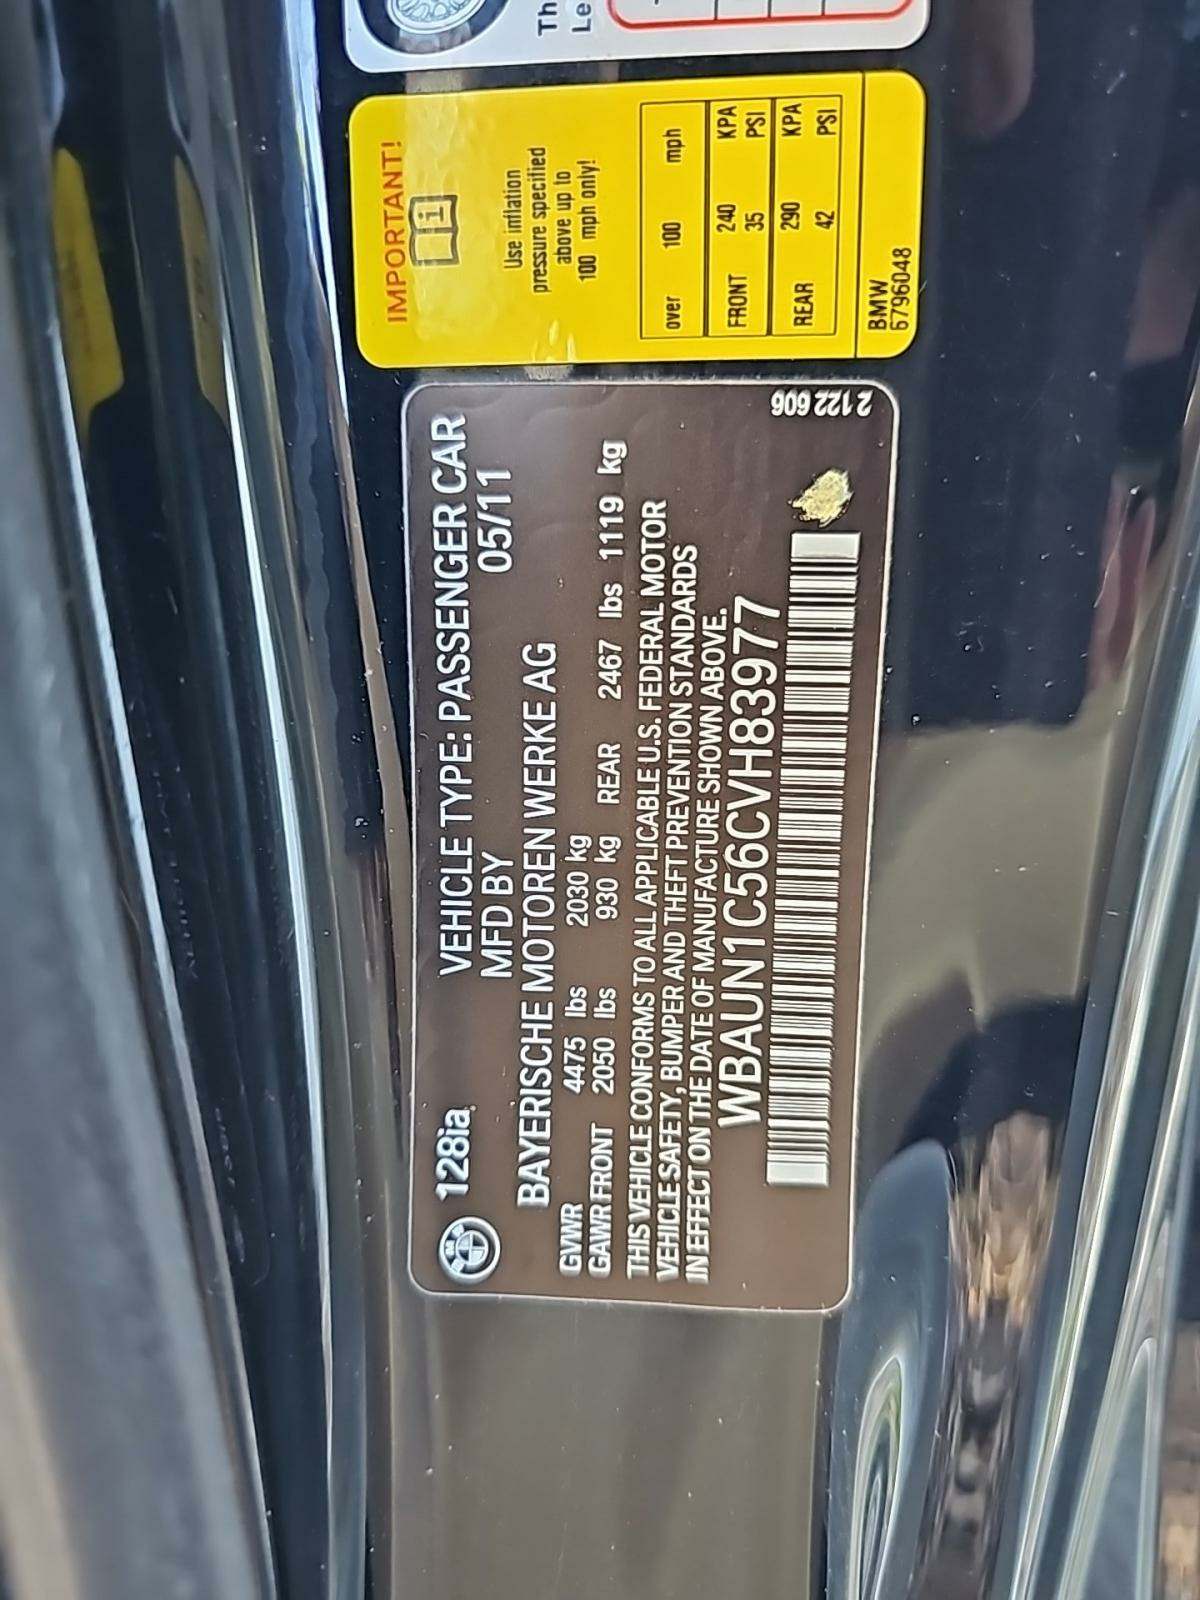 128ia
VEHICLE TYPE: PASSENGER CAR
MFD BY 05/11
BAYERISCHE MOTOREN WERKE AG
GVWR 4475 lbs 2030 kg
GAWR FRONT 2050 lbs 930 kg REAR 2467 lbs 1119 kg
THIS VEHICLE CONFORMS TO ALL APPLICABLE U.S. FEDERAL MOTOR
VEHICLE SAFETY, BUMPER AND THEFT PREVENTION STANDARDS
IN EFFECT ON THE DATE OF MANUFACTURE SHOWN ABOVE.
WBAUN1C56CVH83977
2 122 606
IMPORTANT!
Use inflation
pressure specified
above up to
100 mph only!
over 100 mph
FRONT 240 KPA
35 PSI
REAR 290 KPA
42 PSI
BMW
6796048